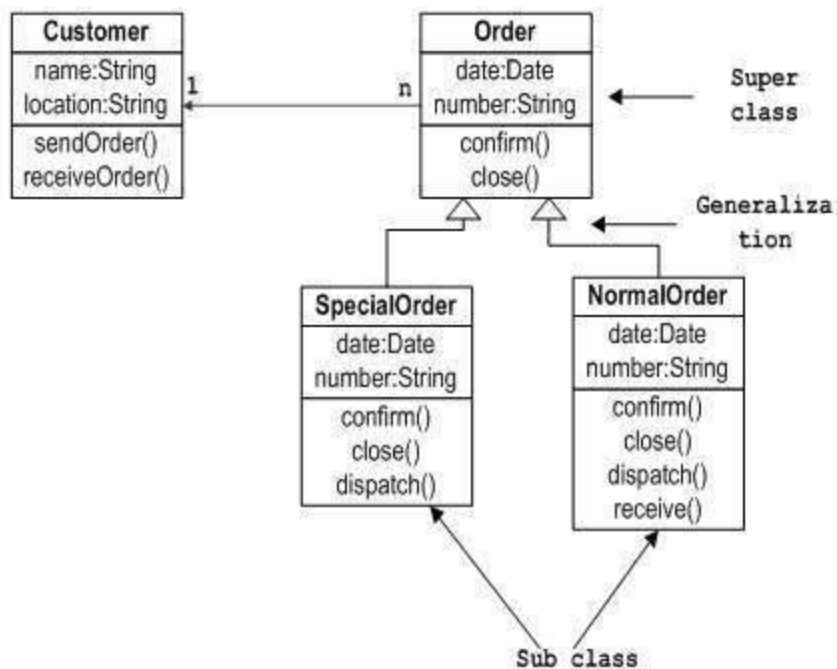 Customer
name:String
location:String
sendOrder()
receiveOrder()
1
n
Order
date:Date
number:String
confirm()
close()
Super
class
Generaliza
tion
SpecialOrder
date:Date
number:String
confirm()
close()
dispatch()
NormalOrder
date:Date
number:String
confirm()
close()
dispatch()
receive()
Sub class